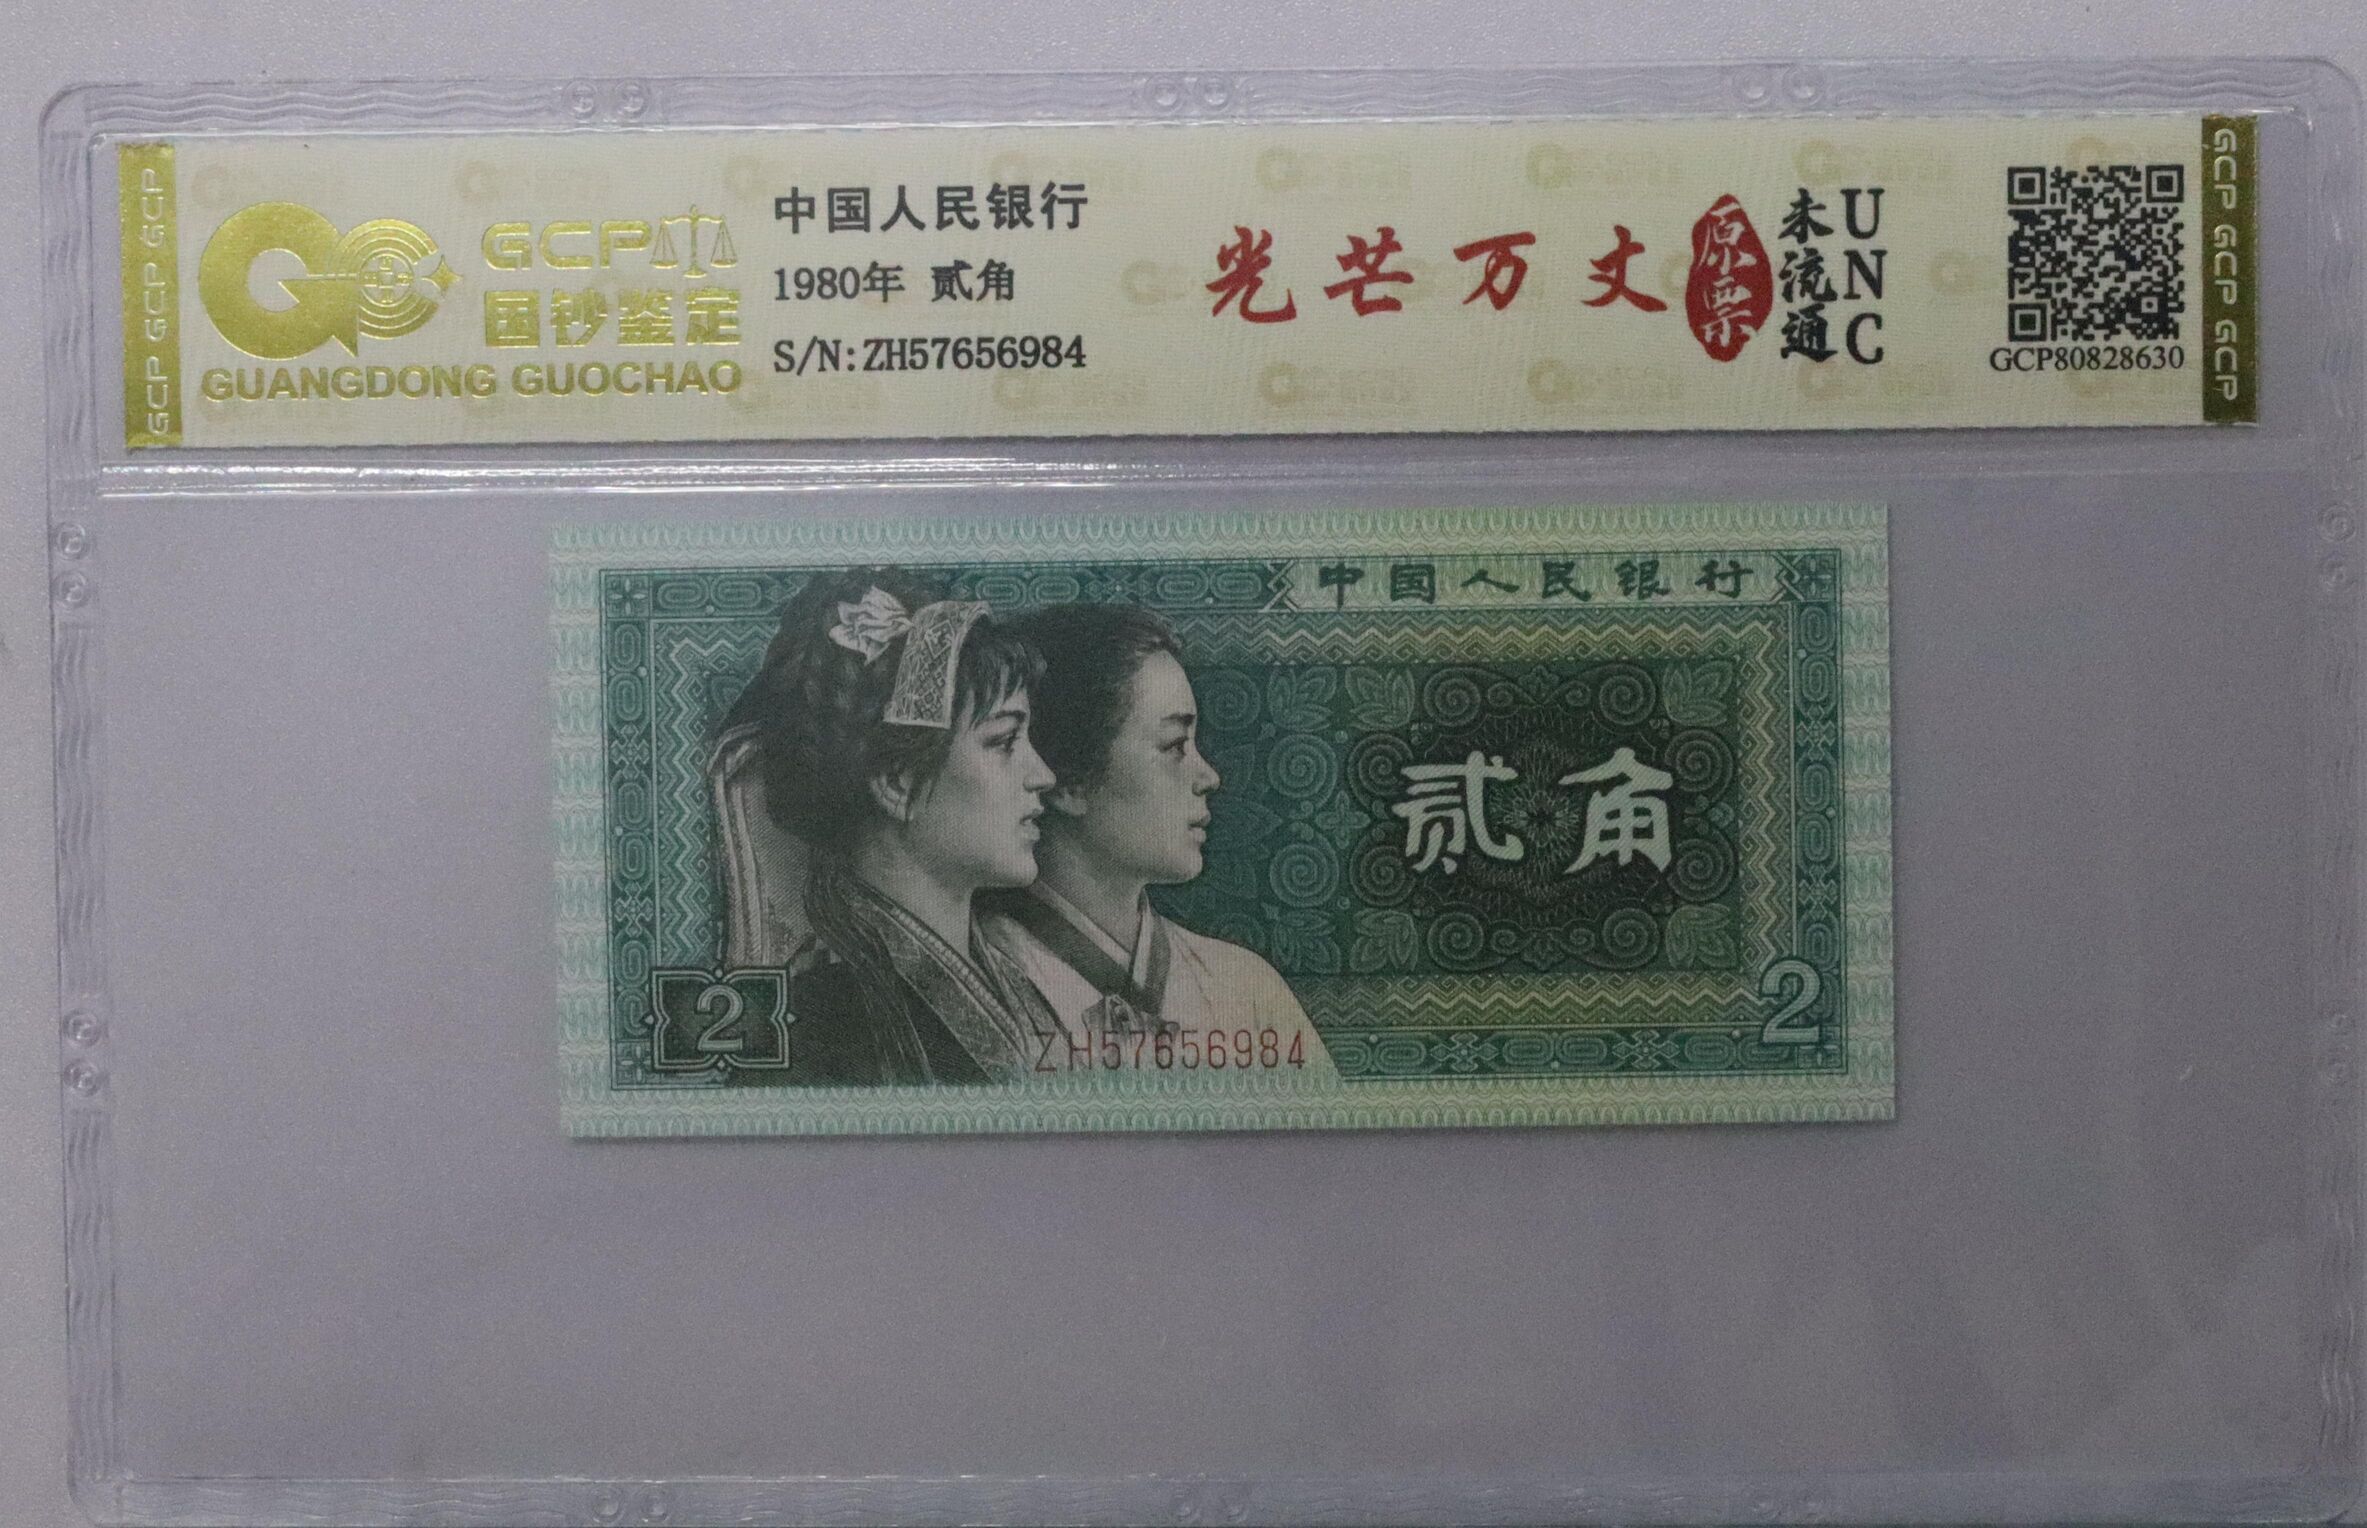 GCP GCP GCP
GCP
国钞鉴定
GUANGDONG GUOCHAO
中国人民银行
1980年 贰角
S/N:ZH57656984
光芒万丈
原票
未流通
UNC
GCP80828630
GCP GCP GCP
中国人民银行
贰角
2
ZH57656984
2